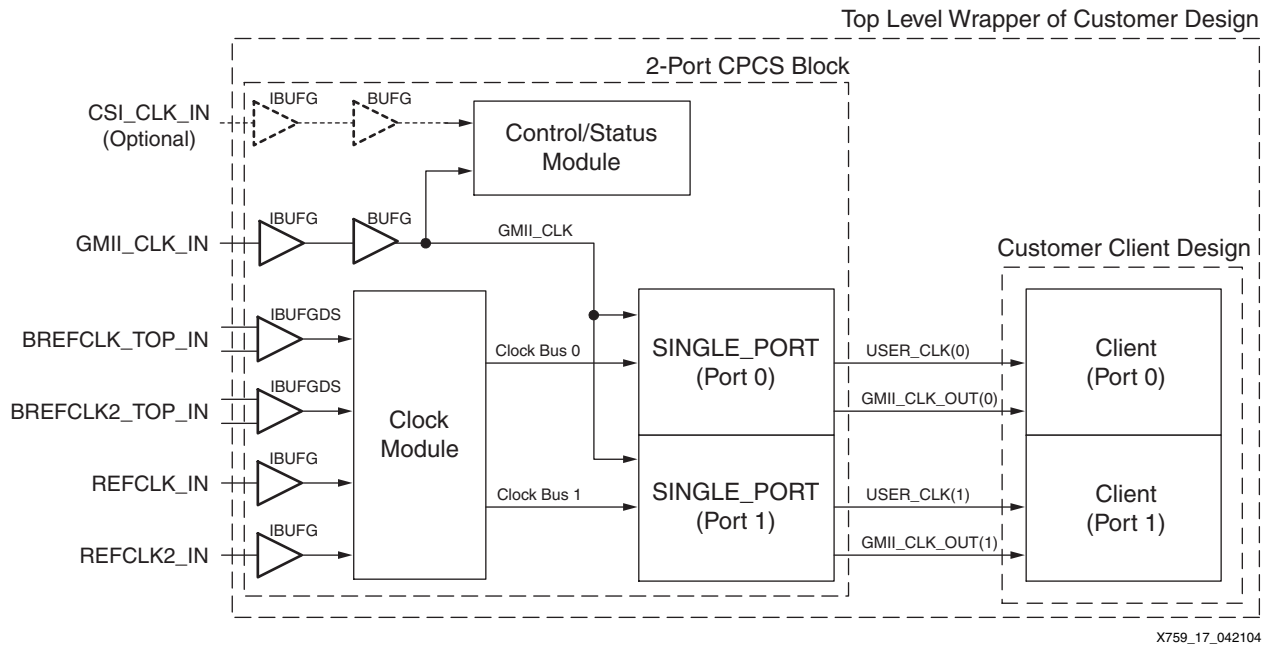 Top Level Wrapper of Customer Design
2-Port CPCS Block
CSI_CLK_IN
(Optional)
IBUFG
BUFG
Control/Status
Module
GMII_CLK_IN
IBUFG
BUFG
GMII_CLK
Customer Client Design
BREFCLK_TOP_IN
IBUFGDS
BREFCLK2_TOP_IN
IBUFGDS
REFCLK_IN
IBUFG
REFCLK2_IN
IBUFG
Clock
Module
Clock Bus 0
Clock Bus 1
SINGLE_PORT
(Port 0)
SINGLE_PORT
(Port 1)
USER_CLK(0)
GMII_CLK_OUT(0)
USER_CLK(1)
GMII_CLK_OUT(1)
Client
(Port 0)
Client
(Port 1)
X759_17_042104